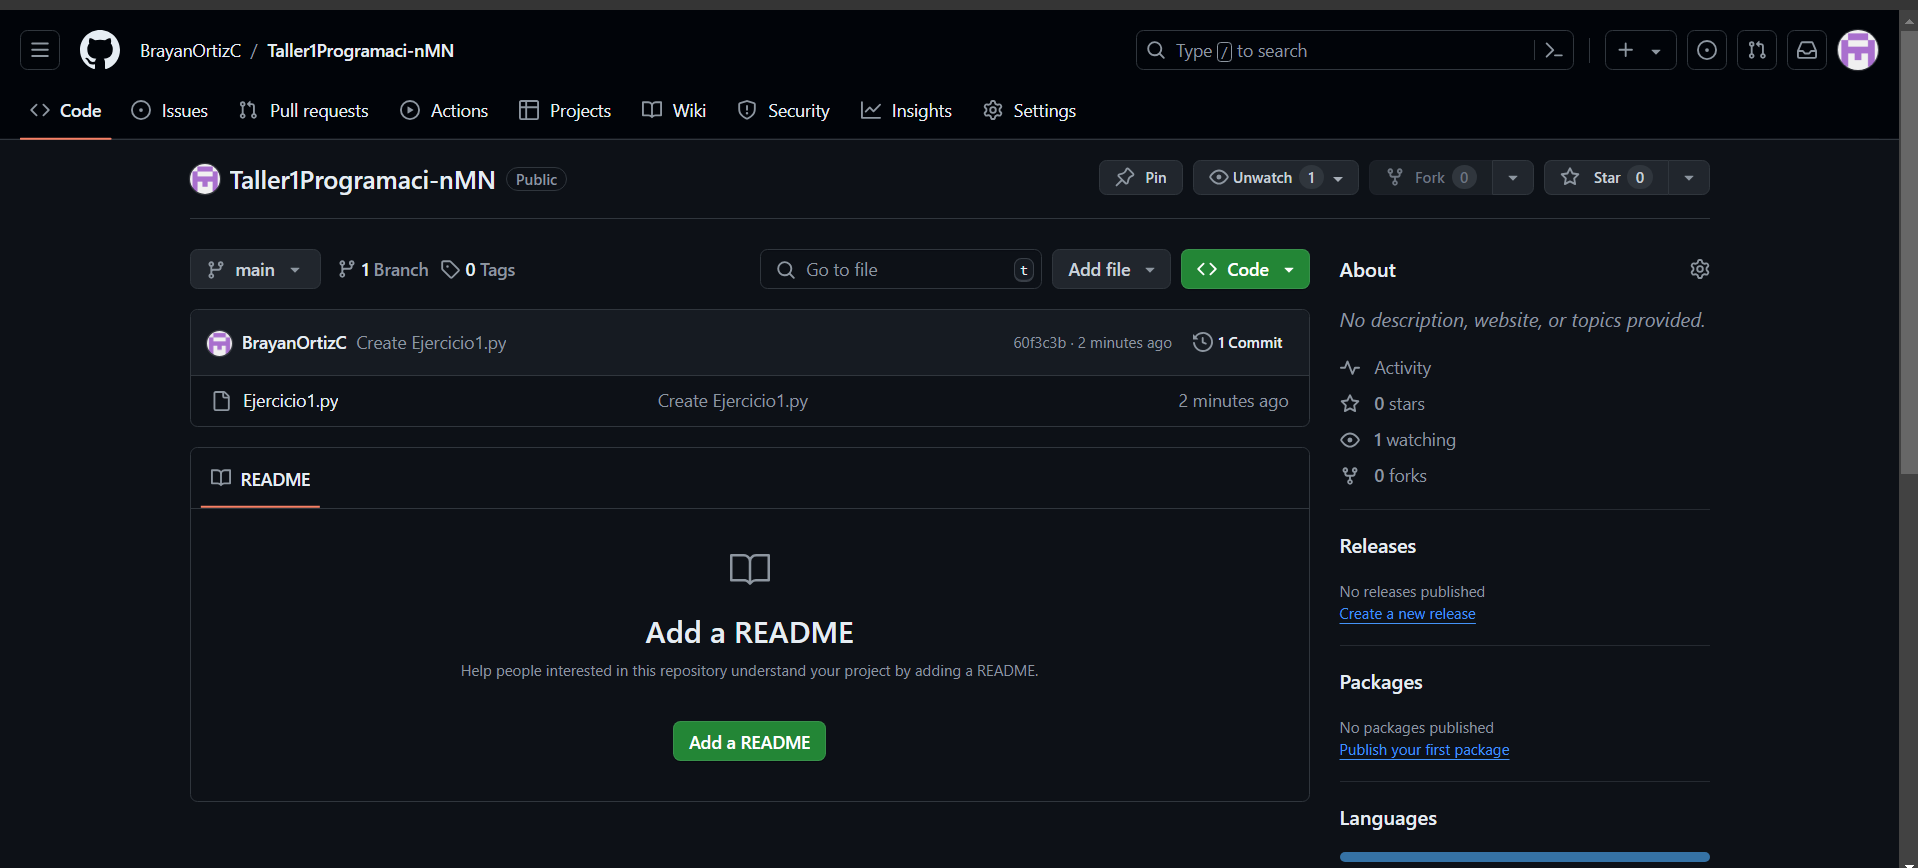 BrayanOrtizC / Taller1Programaci-nMN
Type / to search
Code Issues Pull requests Actions Projects Wiki Security Insights Settings
Taller1Programaci-nMN Public
Pin Unwatch 1 Fork 0 Star 0
main 1 Branch 0 Tags Go to file t Add file Code
BrayanOrtizC Create Ejercicio1.py 60f3c3b · 2 minutes ago 1 Commit
Ejercicio1.py Create Ejercicio1.py 2 minutes ago
README
Add a README
Help people interested in this repository understand your project by adding a README.
Add a README
About
No description, website, or topics provided.
Activity
0 stars
1 watching
0 forks
Releases
No releases published
Create a new release
Packages
No packages published
Publish your first package
Languages